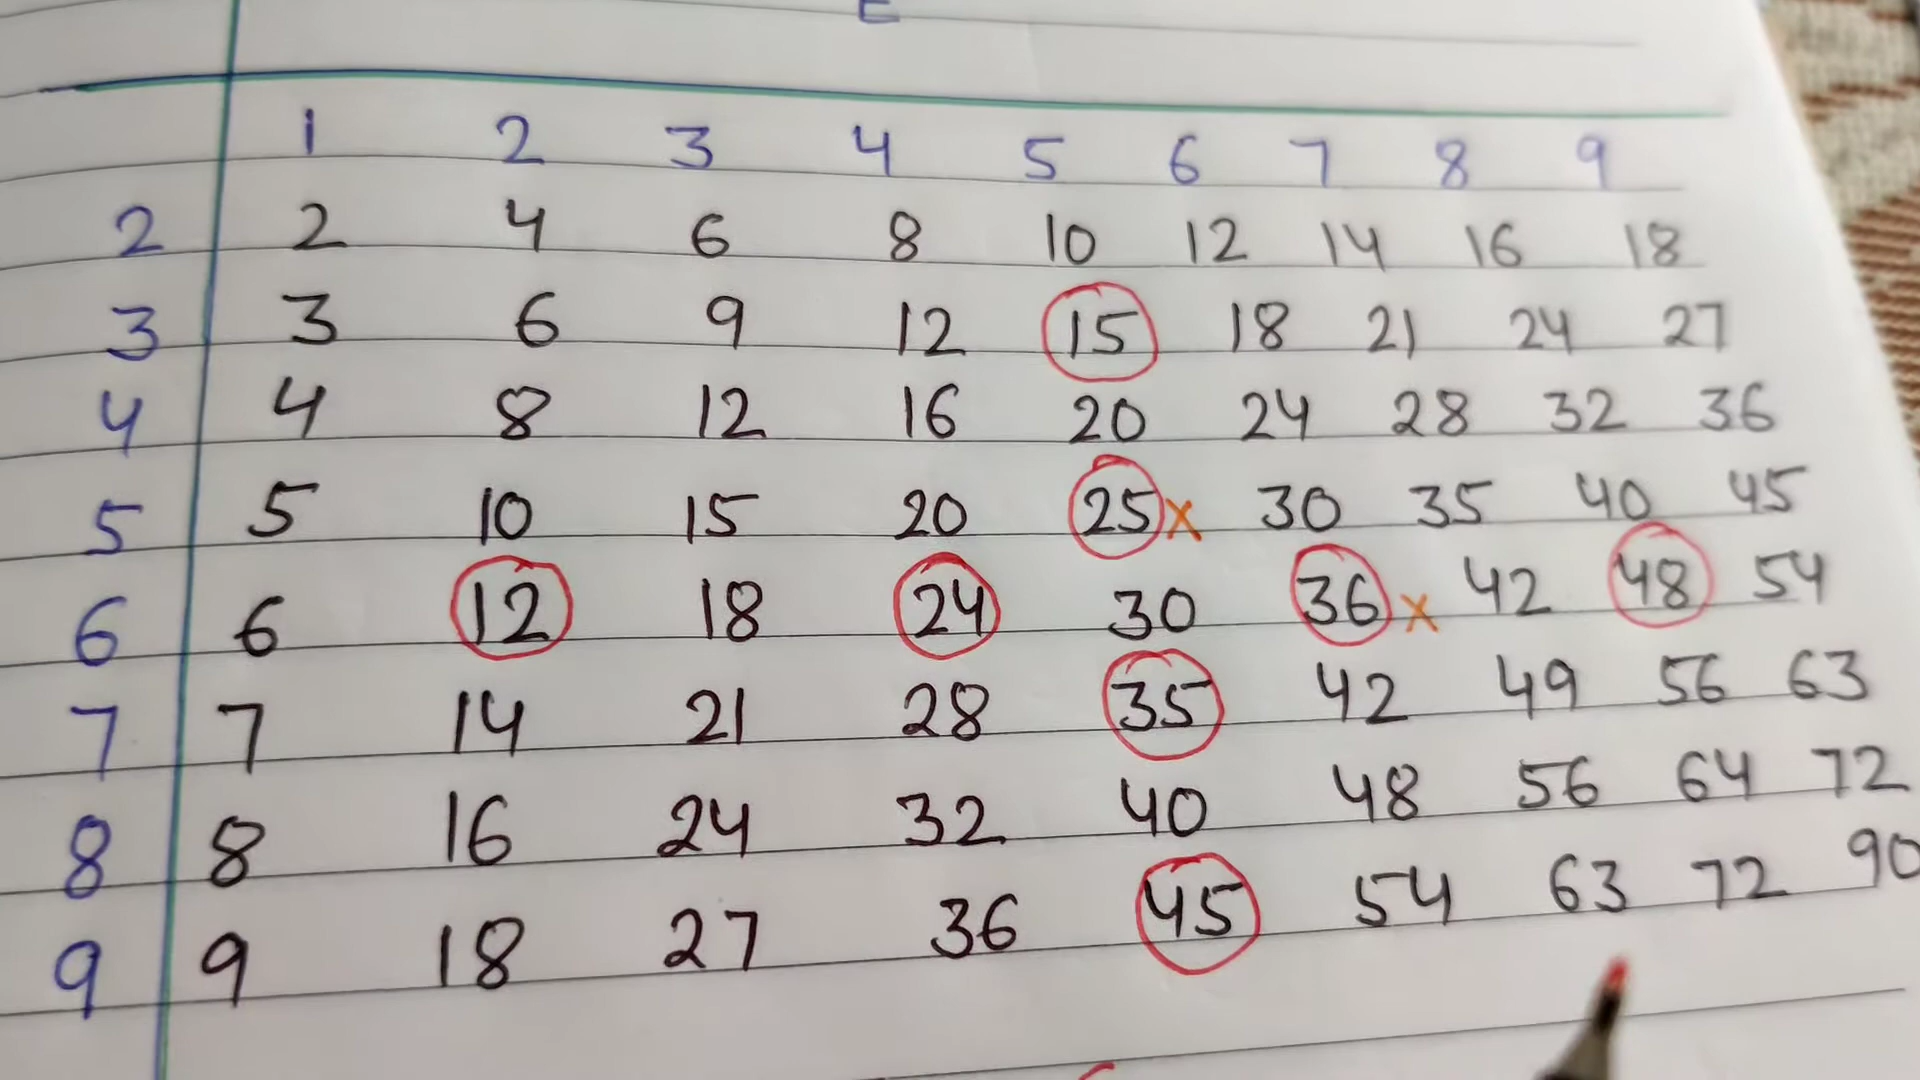 1 2 3 4 5 6 7 8 9
2 2 4 6 8 10 12 14 16 18
3 3 6 9 12 15 18 21 24 27
4 4 8 12 16 20 24 28 32 36
5 5 10 15 20 25 x 30 35 40 45
6 6 12 18 24 30 36 x 42 48 54
7 7 14 21 28 35 42 49 56 63
8 8 16 24 32 40 48 56 64 72
9 9 18 27 36 45 54 63 72 90